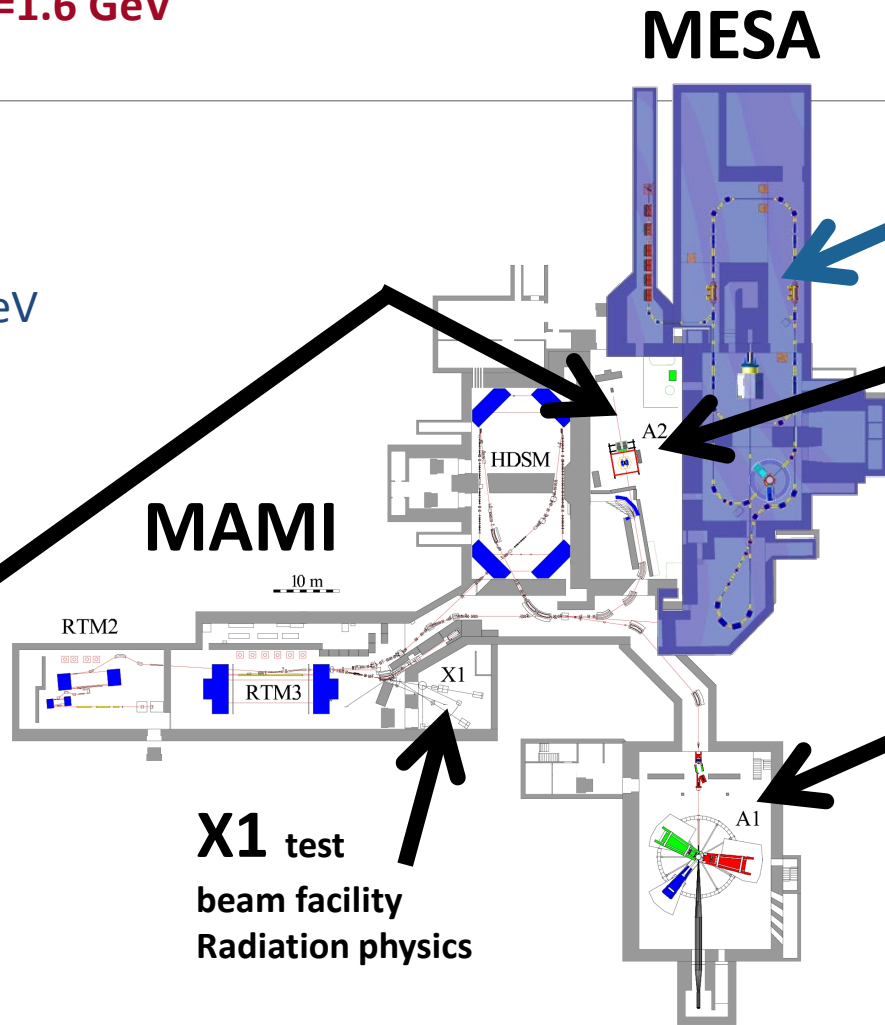 =1.6 GeV
MESA
eV
A2
HDSM
MAMI
10 m
RTM2
RTM3
X1
A1
X1 test
beam facility
Radiation physics